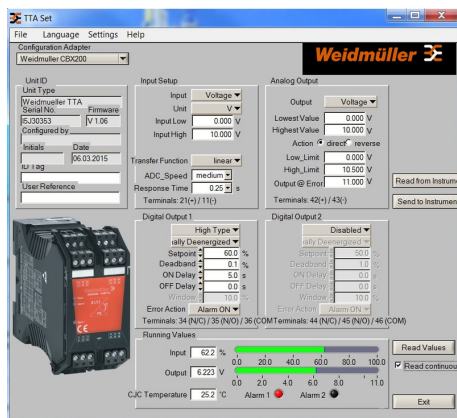 TTA Set
File Language Settings Help
Configuration Adapter
Weidmuller CBX200
Weidmüller
Unit ID
Unit Type
Weidmueller TTA
Serial No. Firmware
I5J30353 V 1.06
Configured by
Initials Date
06.03.2015
ID Tag
User Reference
Input Setup
Input Voltage
Unit V
Input Low 0.000 V
Input High 10.000 V
Transfer Function linear
ADC_Speed medium
Response Time 0.25 s
Terminals: 21(+) / 11(-)
Analog Output
Output Voltage
Lowest Value 0.000 V
Highest Value 10.000 V
Action direct reverse
Low_Limit 0.000 V
High_Limit 10.500 V
Output @ Error 11.000 V
Terminals: 42(+) / 43(-)
Read from Instrume
Send to Instrumen
Digital Output 1
High Type
ially Deenergized
Setpoint 60.0 %
Deadband 0.1 %
ON Delay 5.0 s
OFF Delay 0.0 s
Window 10.0 %
Error Action Alarm ON
Terminals: 34 (N/C) / 35 (N/O) / 36 (COM
Digital Output 2
Disabled
ially Deenergized
Setpoint 50.0 %
Deadband 1.0 %
ON Delay 0.0 s
OFF Delay 0.0 s
Window 10.0 %
Error Action Alarm ON
Terminals: 44 (N/C) / 45 (N/O) / 46 (COM)
Running Values
Input 62.2 %
0.0 20.0 40.0 60.0 80.0 100.0
Output 6.223 V
0.0 2.0 4.0 6.0 8.0 11.0
CJC Temperature 25.2 °C Alarm 1 Alarm 2
Read Values
Read continuou
Exit